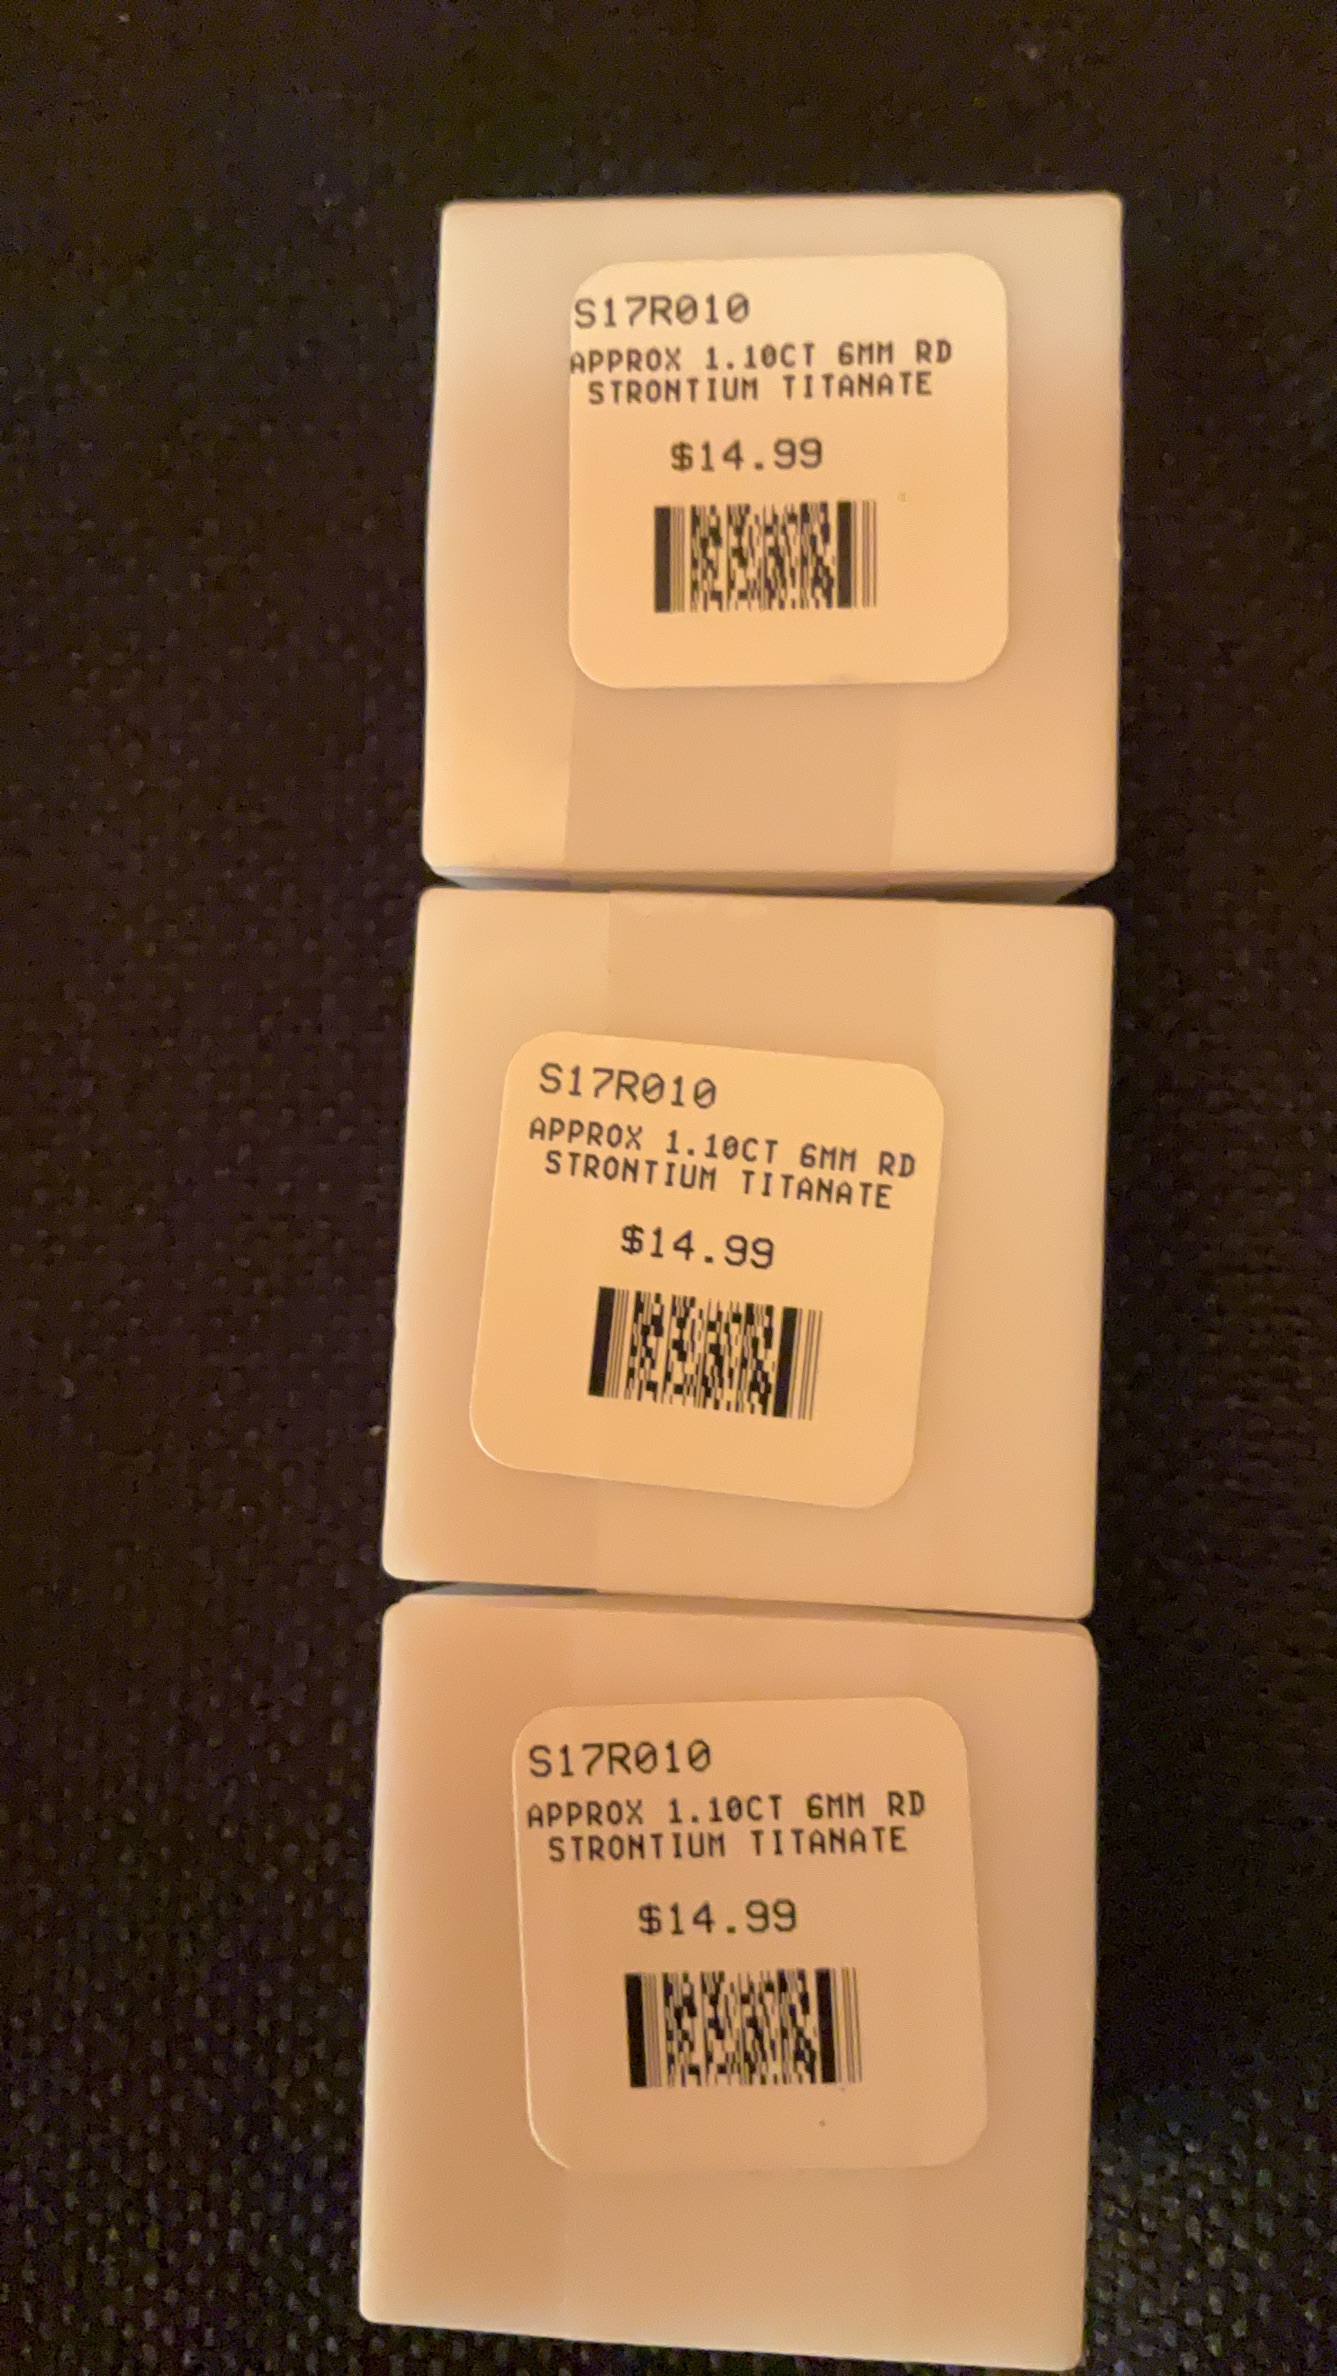 S17R010
APPROX 1.10CT 6MM RD
STRONTIUM TITANATE
$14.99
S17R010
APPROX 1.10CT 6MM RD
STRONTIUM TITANATE
$14.99
S17R010
APPROX 1.10CT 6MM RD
STRONTIUM TITANATE
$14.99